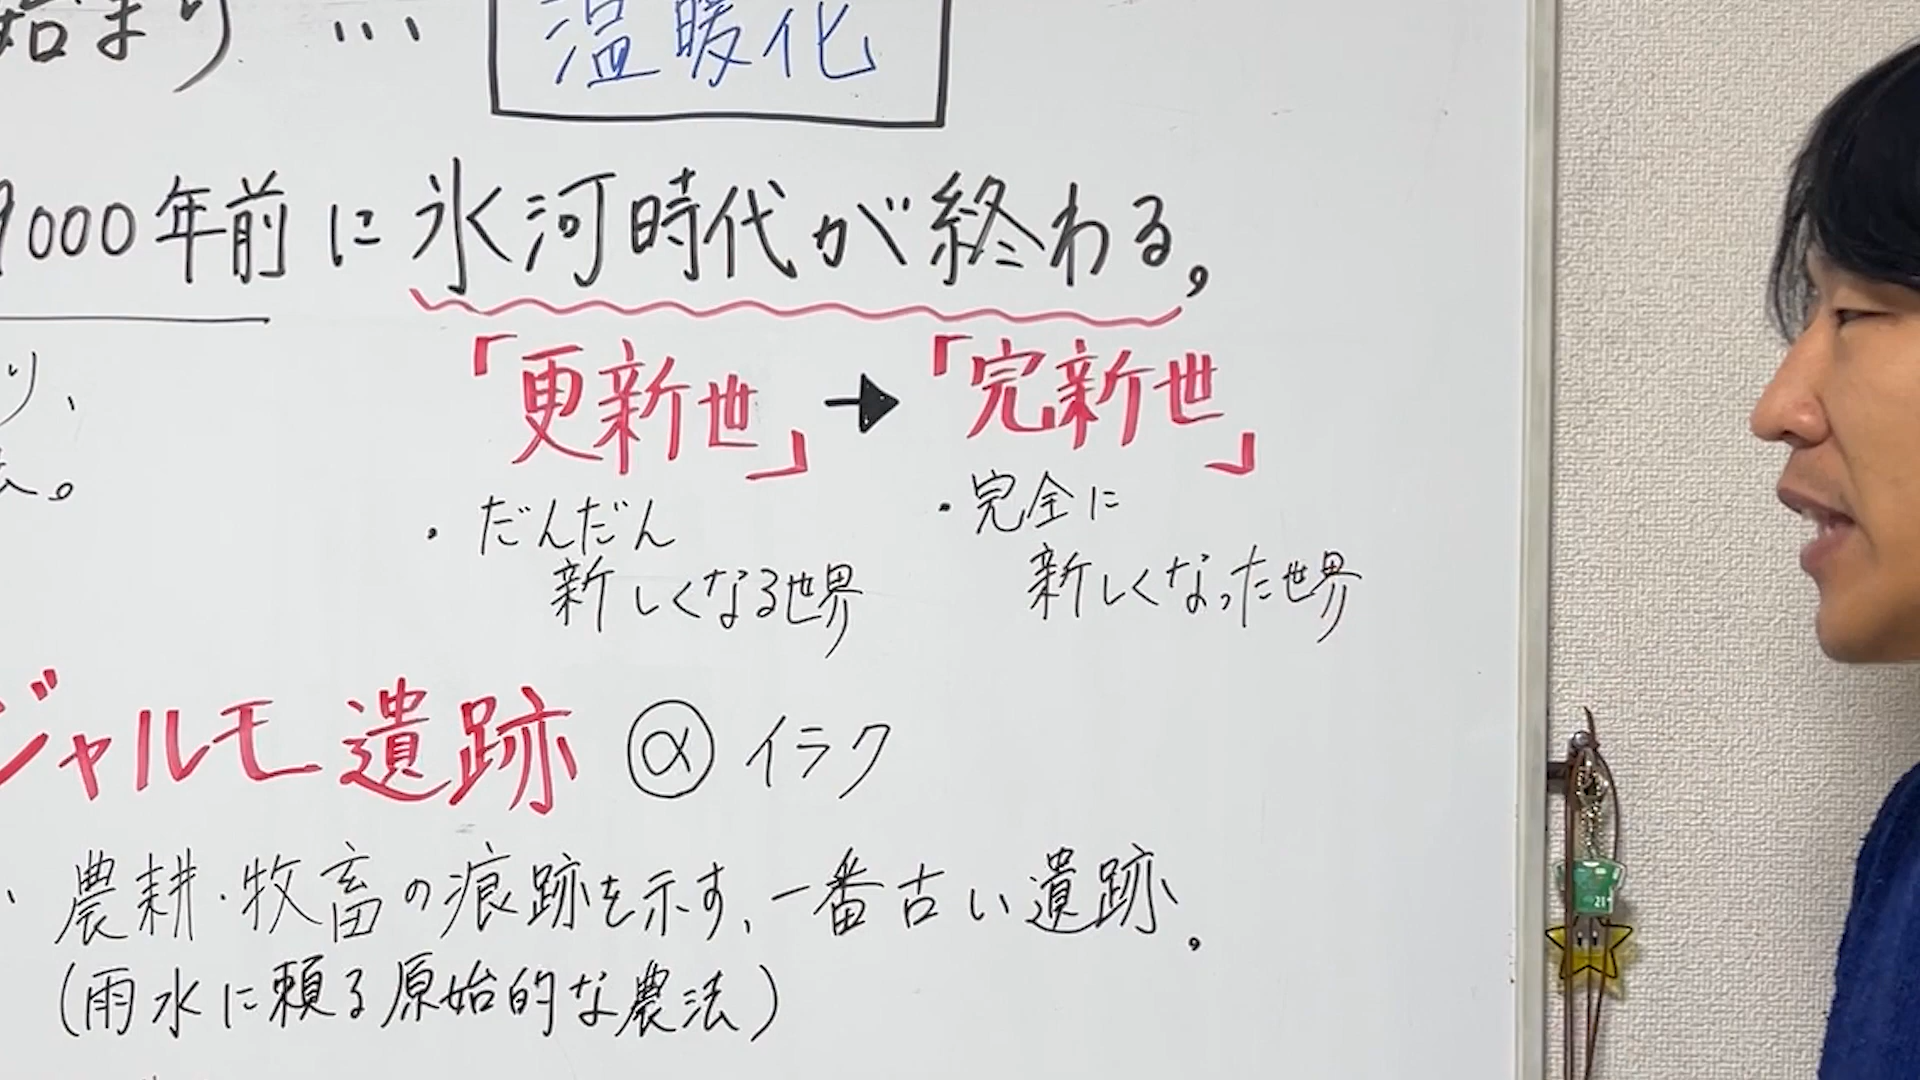 始まり … 温暖化
9000年前に氷河時代が終わる。
「更新世」→「完新世」
り、
・だんだん
新しくなる世界
・完全に
新しくなった世界
ジャルモ遺跡 α イラク
農耕・牧畜の痕跡を示す、一番古い遺跡。
(雨水に頼る原始的な農法)
21